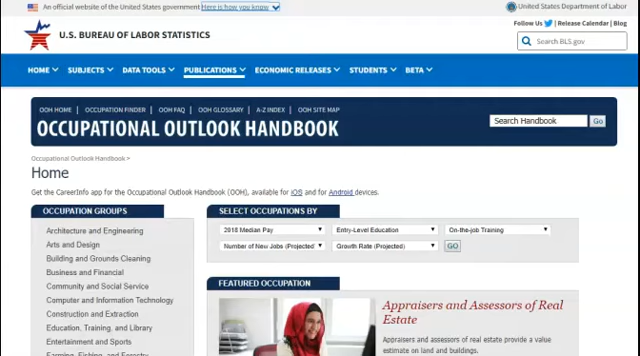 An official website of the United States government Here is how you know
United States Department of Labor
Follow Us | Release Calendar | Blog
U.S. BUREAU OF LABOR STATISTICS
Search BLS.gov
HOME SUBJECTS DATA TOOLS PUBLICATIONS ECONOMIC RELEASES STUDENTS BETA
OOH HOME | OCCUPATION FINDER | OOH FAQ | OOH GLOSSARY | A-Z INDEX | OOH SITE MAP
OCCUPATIONAL OUTLOOK HANDBOOK
Search Handbook Go
Occupational Outlook Handbook >
Home
Get the CareerInfo app for the Occupational Outlook Handbook (OOH), available for iOS and for Android devices.
OCCUPATION GROUPS
Architecture and Engineering
Arts and Design
Building and Grounds Cleaning
Business and Financial
Community and Social Service
Computer and Information Technology
Construction and Extraction
Education, Training, and Library
Entertainment and Sports
Farming, Fishing, and Forestry
SELECT OCCUPATIONS BY
2018 Median Pay Entry-Level Education On-the-job Training
Number of New Jobs (Projected) Growth Rate (Projected) GO
FEATURED OCCUPATION
Appraisers and Assessors of Real
Estate
Appraisers and assessors of real estate provide a value
estimate on land and buildings.